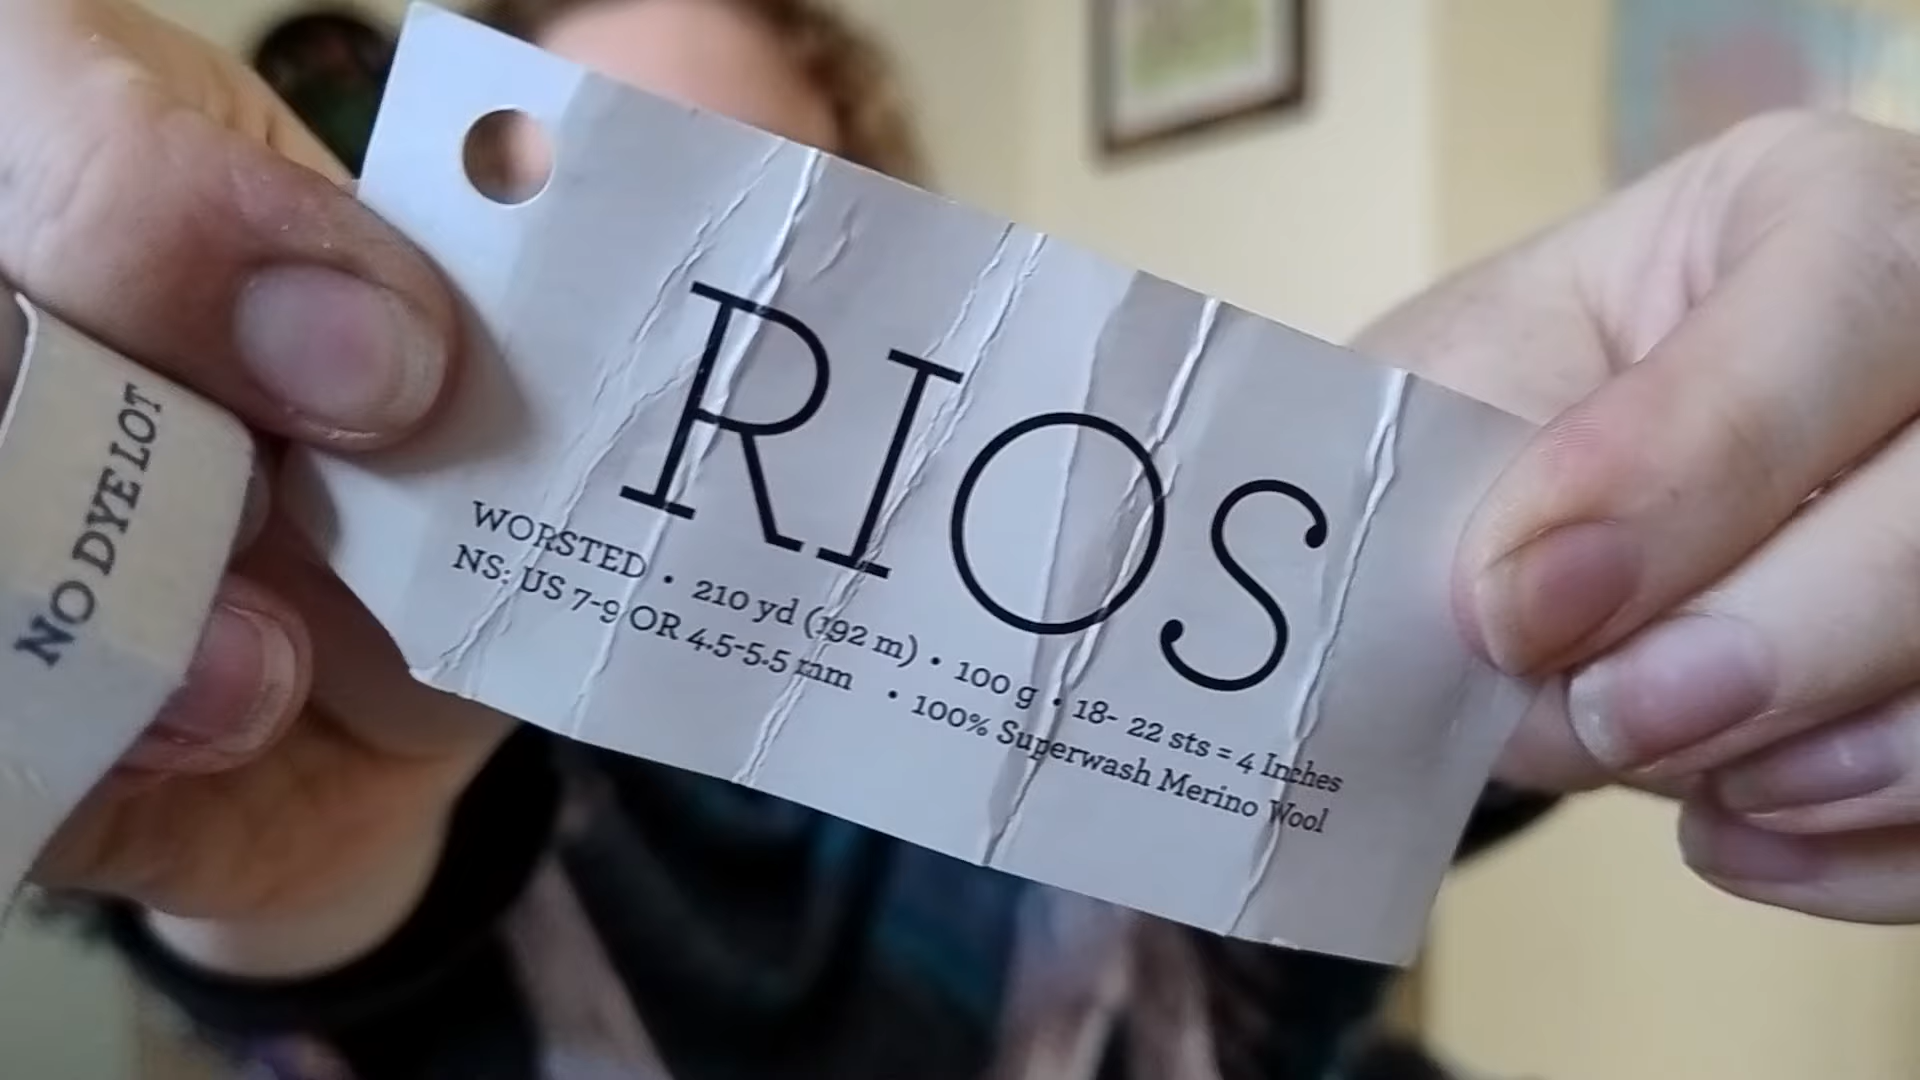 RIOS
WORSTED • 210 yd (192 m) • 100 g • 18- 22 sts = 4 Inches
NS: US 7-9 OR 4.5-5.5 mm • 100% Superwash Merino Wool
NO DYE LOT